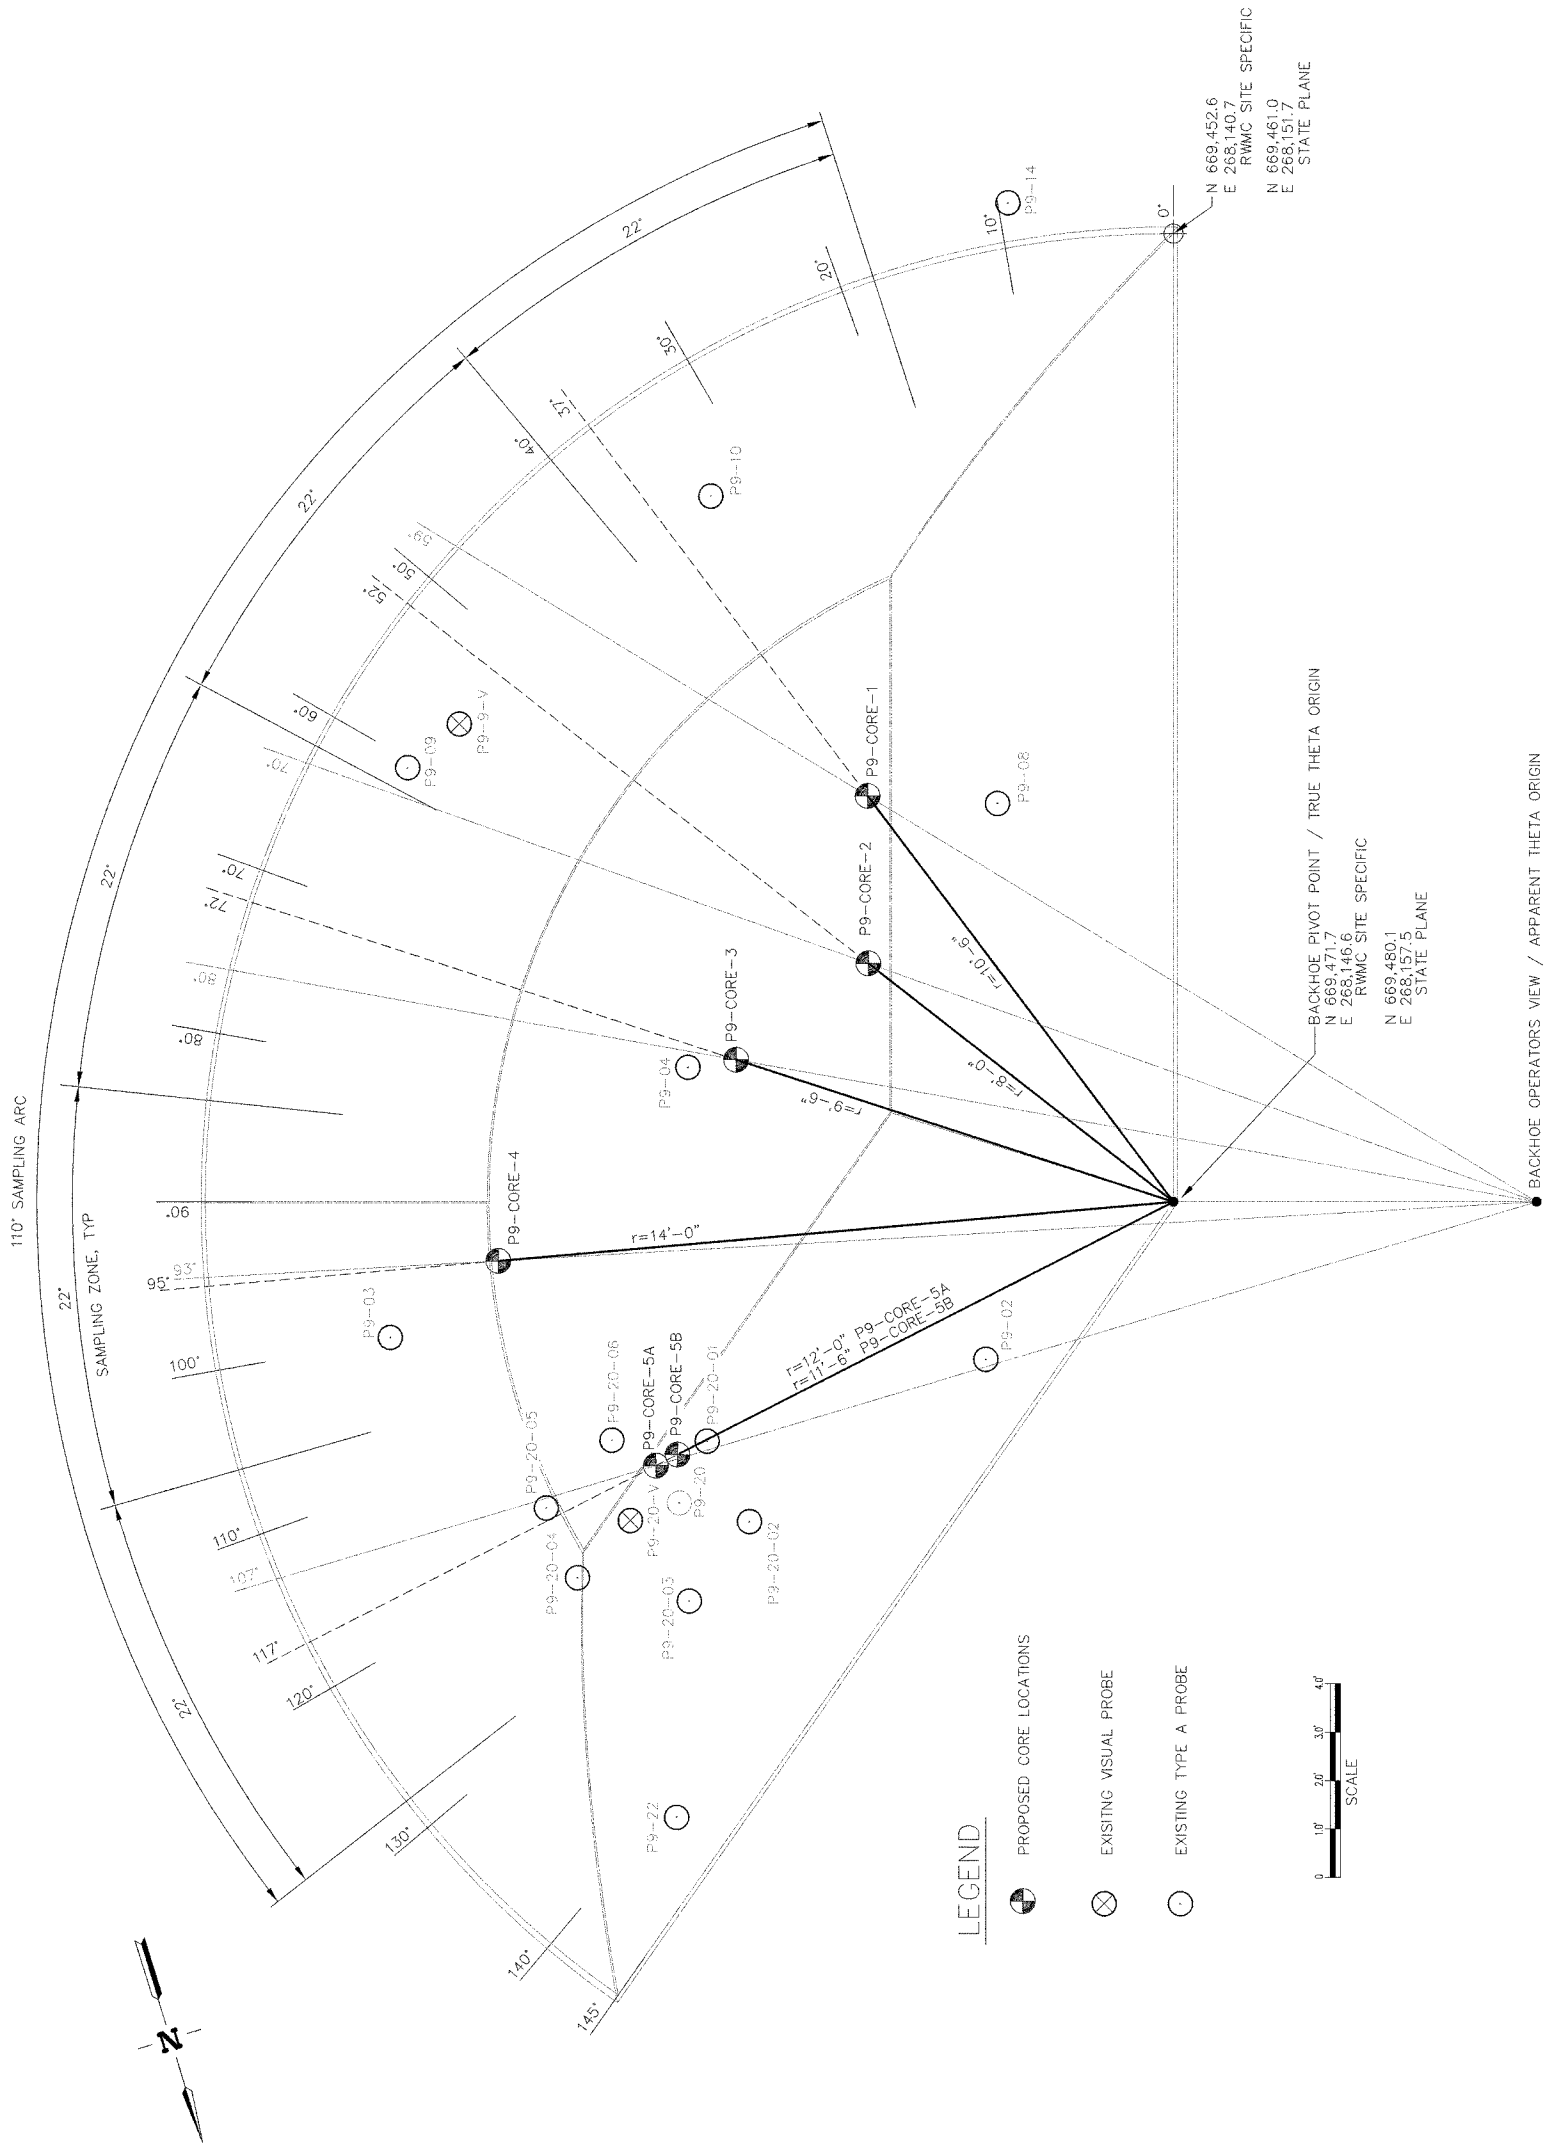 110° SAMPLING ARC
22°
SAMPLING ZONE, TYP
22°
22°
22°
22°
0°
10°
20°
30°
37°
40°
59°
50°
52°
60°
70°
70°
72°
80°
80°
90°
93°
95°
100°
110°
107°
117°
120°
130°
140°
145°
P9-14
P9-10
P9-9-V
P9-09
P9-08
P9-CORE-1
P9-CORE-2
P9-CORE-3
P9-04
P9-CORE-4
P9-03
P9-20-06
P9-20-05
P9-CORE-5A
P9-CORE-5B
P9-20-01
P9-20
P9-20-V
P9-20-04
P9-20-03
P9-20-02
P9-02
P9-22
r=10'-6"
r=8'-0"
r=9'-6"
r=14'-0"
r=12'-0" P9-CORE-5A
r=11'-6" P9-CORE-5B
N 669,452.6
E 268,140.7
RWMC SITE SPECIFIC
N 669,461.0
E 268,151.7
STATE PLANE
BACKHOE PIVOT POINT / TRUE THETA ORIGIN
N 669,471.7
E 268,146.6
RWMC SITE SPECIFIC
N 669,480.1
E 268,157.5
STATE PLANE
BACKHOE OPERATORS VIEW / APPARENT THETA ORIGIN
LEGEND
PROPOSED CORE LOCATIONS
EXISITNG VISUAL PROBE
EXISTING TYPE A PROBE
0 1.0' 2.0' 3.0' 4.0'
SCALE
N